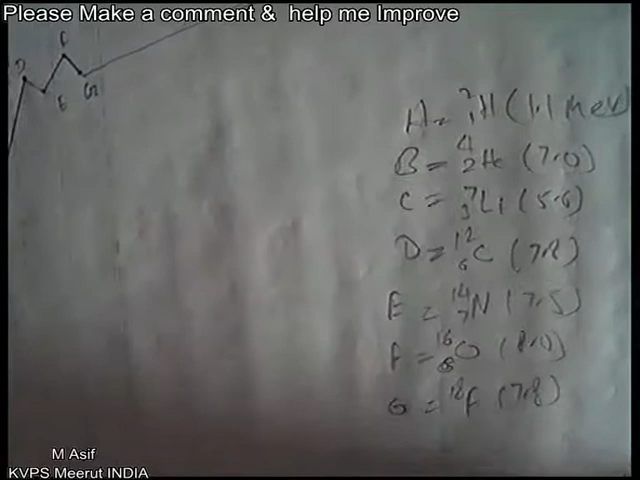 Please Make a comment & help me Improve
F
D
E
G
A = ²₁H (1.1 Mev)
B = ⁴₂He (7.0)
C = ⁷₃Li (5.6)
D = ¹²₆C (7.8)
E = ¹⁴₇N (7.5)
F = ¹⁶₈O (8.0)
G = ¹⁸F (7.8)
M Asif
KVPS Meerut INDIA